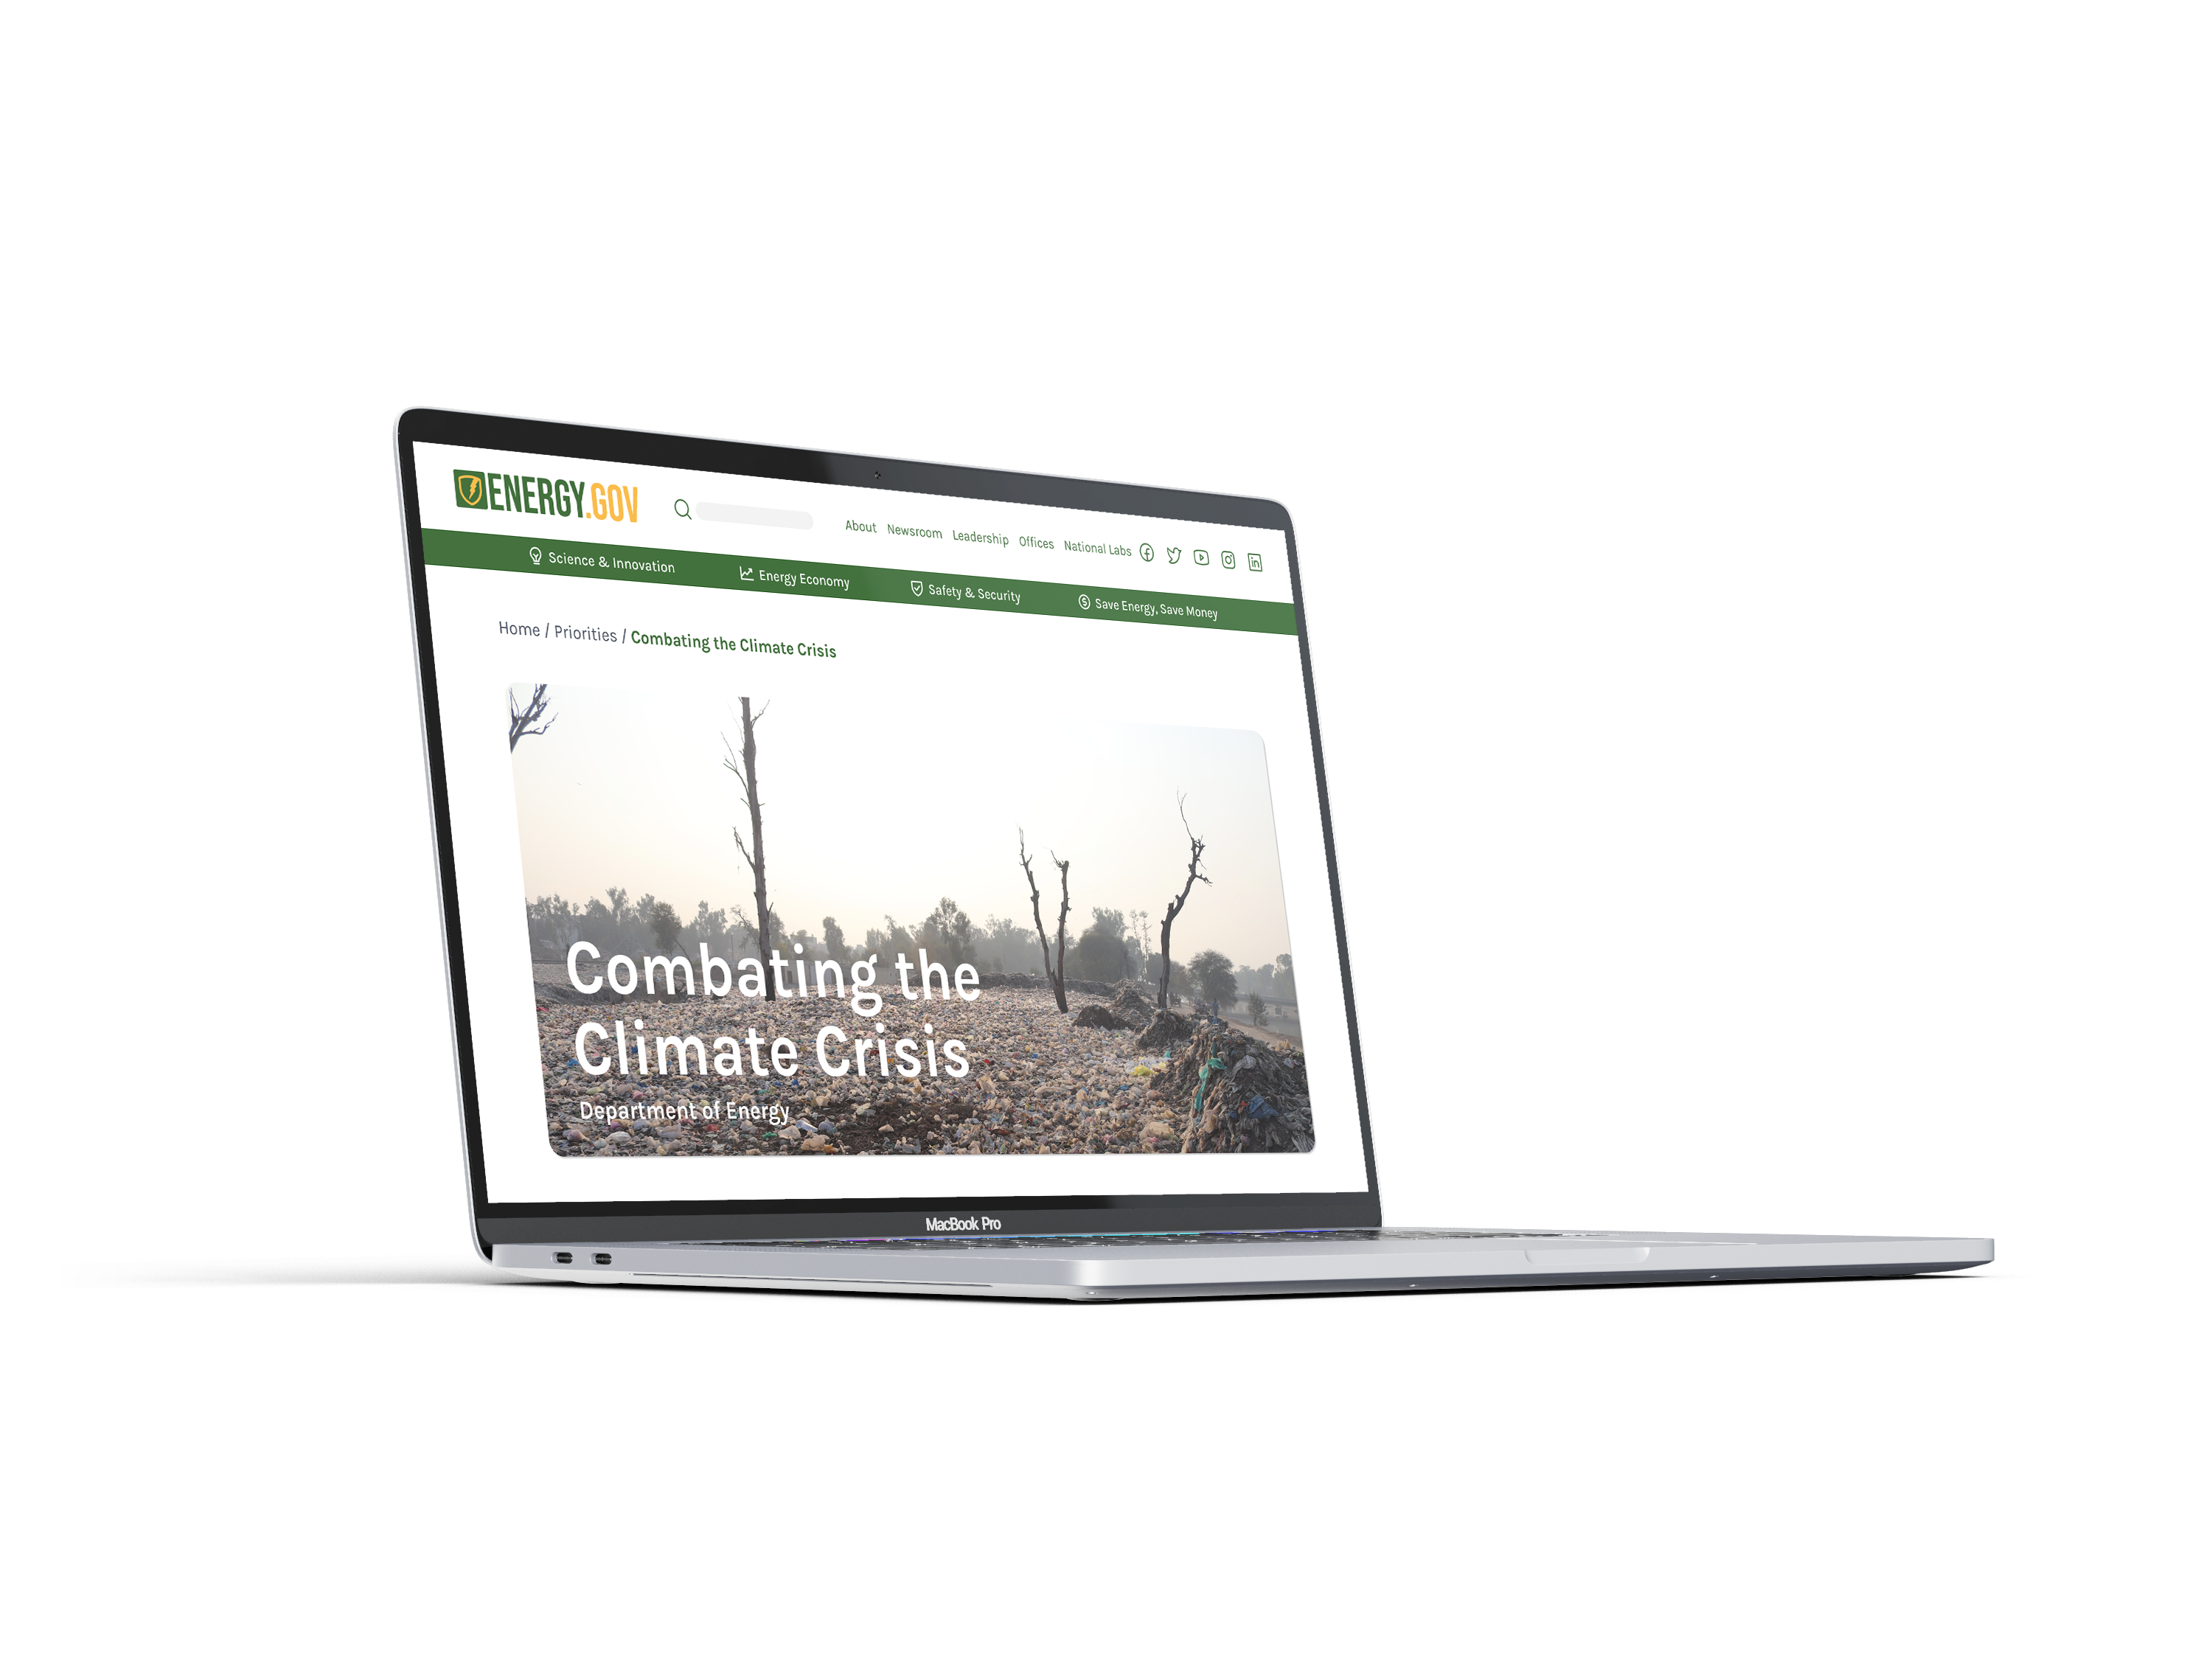 ENERGY.GOV
About Newsroom Leadership Offices National Labs
Science & Innovation Energy Economy Safety & Security Save Energy, Save Money
Home / Priorities / Combating the Climate Crisis
Combating the
Climate Crisis
Department of Energy
MacBook Pro